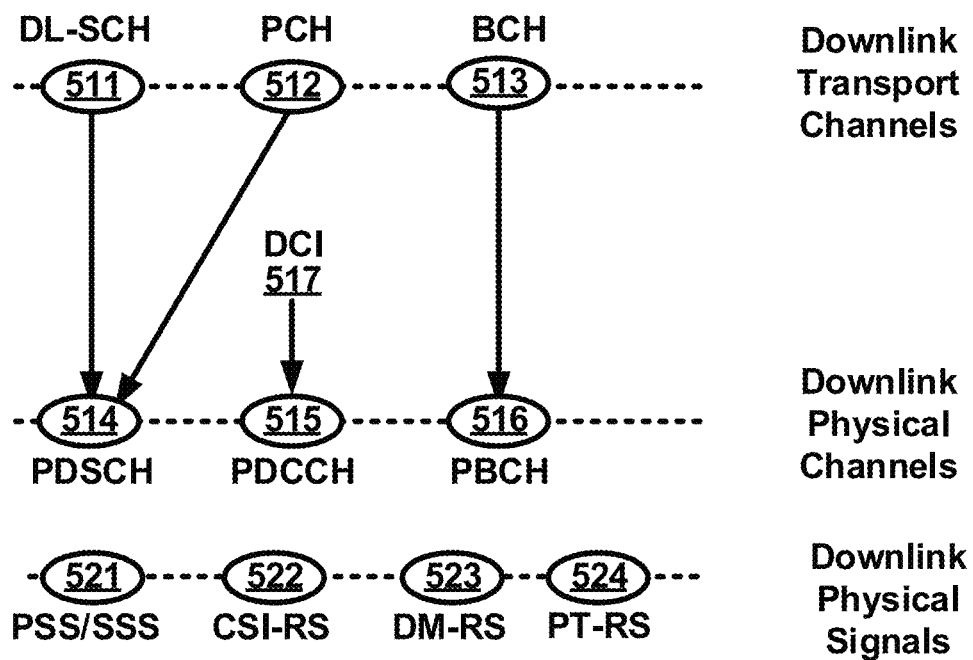 DL-SCH PCH BCH
511 512 513
Downlink
Transport
Channels
DCI
517
514 515 516
PDSCH PDCCH PBCH
Downlink
Physical
Channels
521 522 523 524
PSS/SSS CSI-RS DM-RS PT-RS
Downlink
Physical
Signals